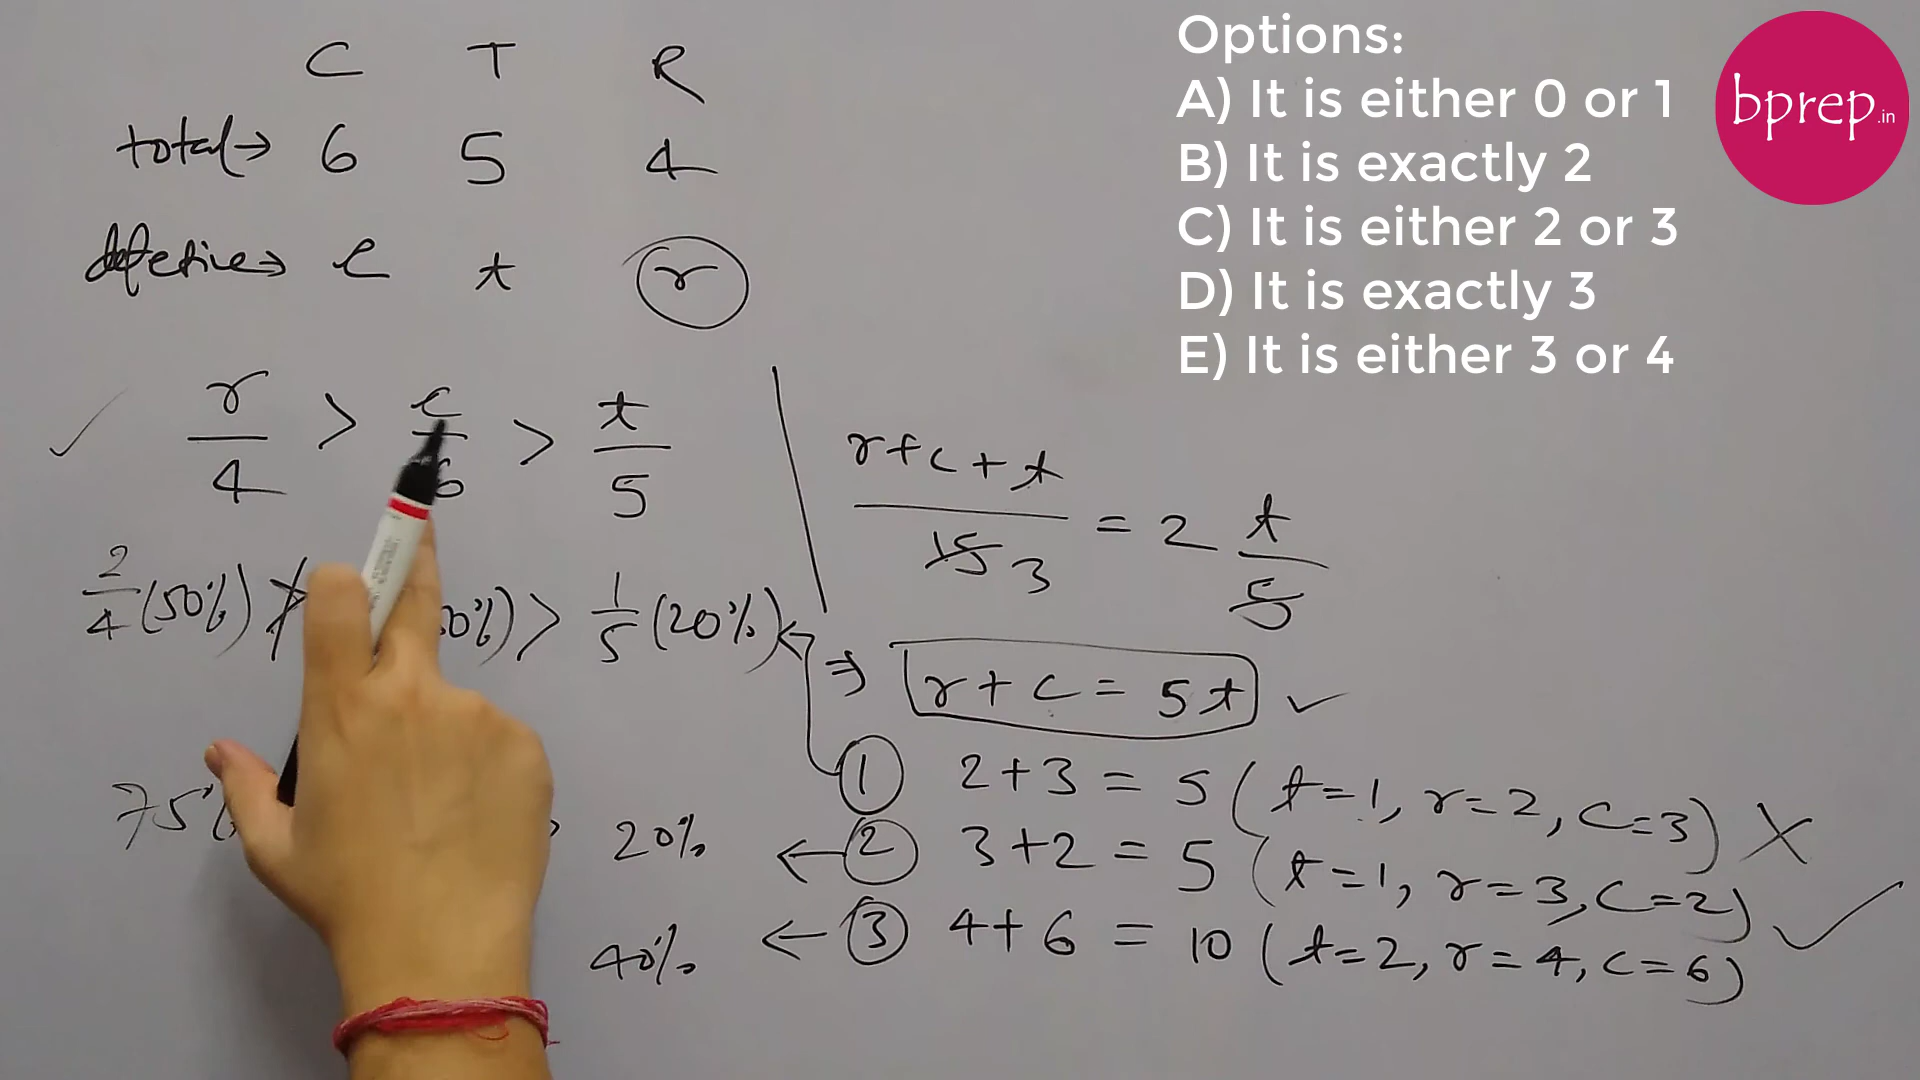 C T R
total→ 6 5 4
defective→ c t r
r/4 > c/6 > t/5
2/4 (50%) > 0%) > 1/5 (20%)
75% 20%
40%
r+c+t/15 3 = 2 t/5
⇒ r+c = 5t ✓
① 2+3 = 5 (t=1, r=2, c=3) ✗
← ② 3+2 = 5 (t=1, r=3, c=2) ✓
← ③ 4+6 = 10 (t=2, r=4, c=6)
Options:
A) It is either 0 or 1
B) It is exactly 2
C) It is either 2 or 3
D) It is exactly 3
E) It is either 3 or 4
bprep.in